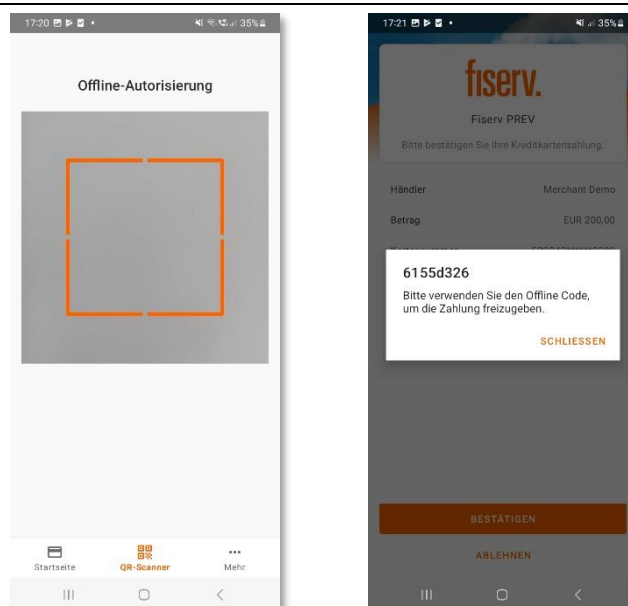 17:20
35%
Offline-Autorisierung
Startseite
QR-Scanner
Mehr
17:21
35%
fiserv.
Fiserv PREV
Bitte bestätigen Sie Ihre Kreditkartenzahlung.
Händler
Merchant Demo
Betrag
EUR 200,00
6155d326
Bitte verwenden Sie den Offline Code,
um die Zahlung freizugeben.
SCHLIESSEN
BESTÄTIGEN
ABLEHNEN